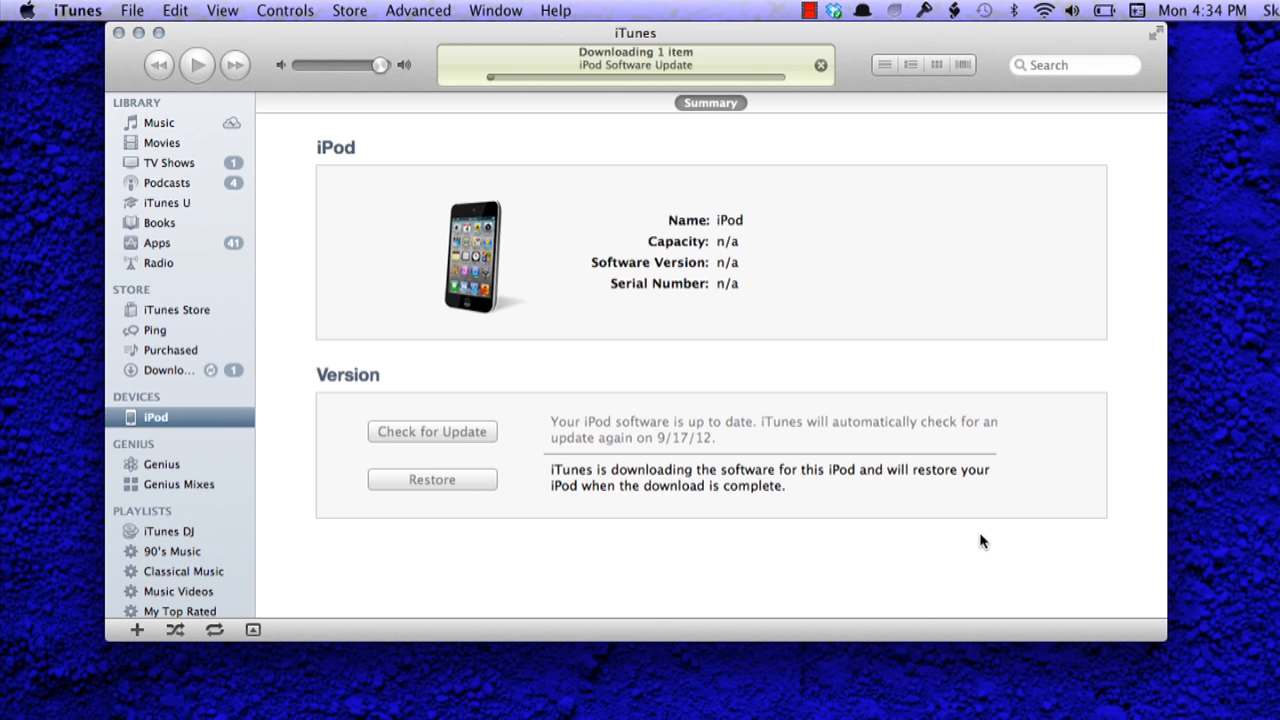 iTunes File Edit View Controls Store Advanced Window Help Mon 4:34 PM Sk
iTunes
Downloading 1 item
iPod Software Update
Search
LIBRARY
Music
Movies
TV Shows 1
Podcasts 4
iTunes U
Books
Apps 41
Radio
STORE
iTunes Store
Ping
Purchased
Downlo... 1
DEVICES
iPod
GENIUS
Genius
Genius Mixes
PLAYLISTS
iTunes DJ
90's Music
Classical Music
Music Videos
My Top Rated
Summary
iPod
Name: iPod
Capacity: n/a
Software Version: n/a
Serial Number: n/a
Version
Check for Update
Your iPod software is up to date. iTunes will automatically check for an
update again on 9/17/12.
Restore
iTunes is downloading the software for this iPod and will restore your
iPod when the download is complete.